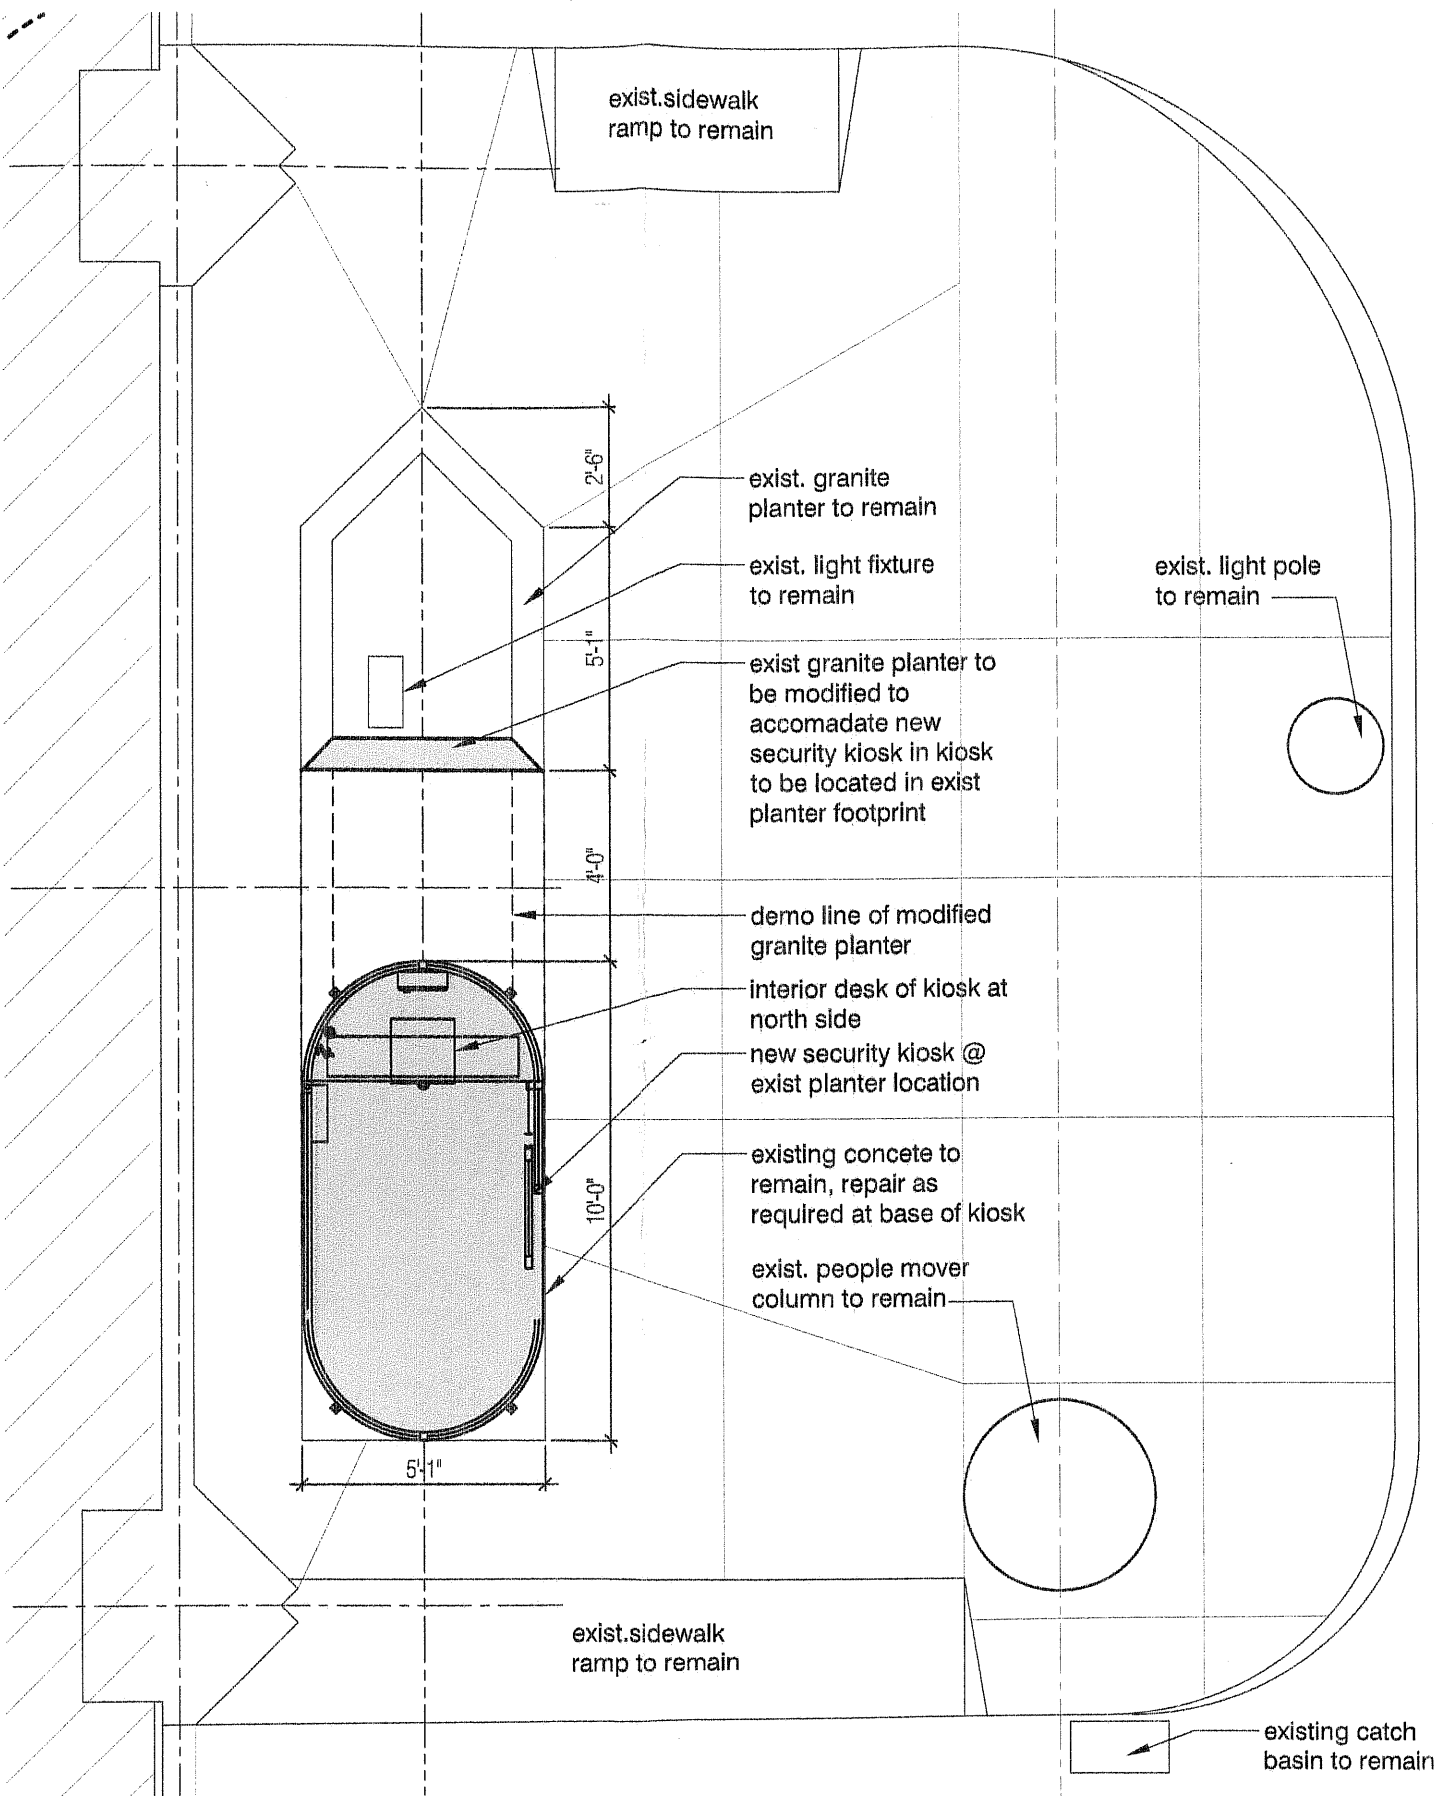 exist.sidewalk
ramp to remain
2'-6"
exist. granite
planter to remain
exist. light fixture
to remain
exist. light pole
to remain
5'-1"
exist granite planter to
be modified to
accomadate new
security kiosk in kiosk
to be located in exist
planter footprint
4'-0"
demo line of modified
granite planter
interior desk of kiosk at
north side
new security kiosk @
exist planter location
existing concete to
remain, repair as
required at base of kiosk
10'-0"
exist. people mover
column to remain
5'-1"
exist.sidewalk
ramp to remain
existing catch
basin to remain